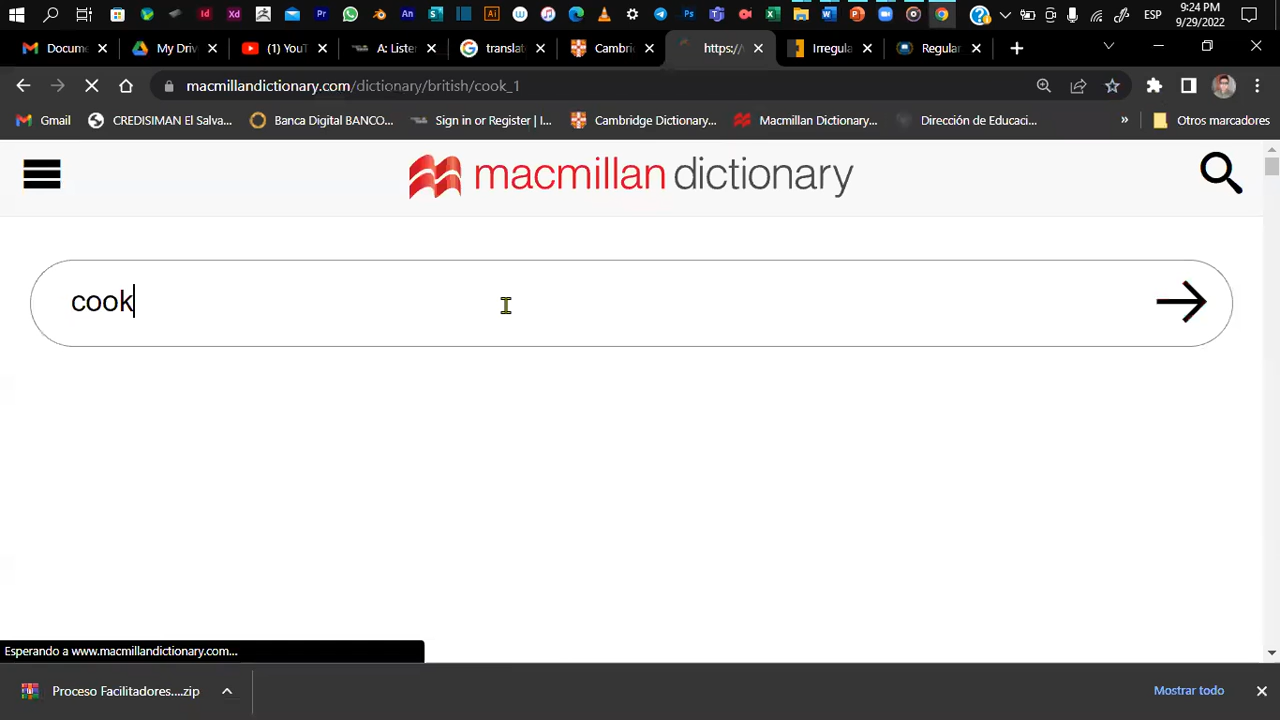 9:24 PM
ESP
9/29/2022
Docume
My Driv
(1) YouT
A: Lister
translat
Cambri
https://
Irregula
Regular
macmillandictionary.com/dictionary/british/cook_1
Gmail
CREDISIMAN El Salva...
Banca Digital BANCO...
Sign in or Register | I...
Cambridge Dictionary...
Macmillan Dictionary...
Dirección de Educaci...
»
Otros marcadores
macmillan dictionary
cook
Esperando a www.macmillandictionary.com...
Proceso Facilitadores....zip
Mostrar todo